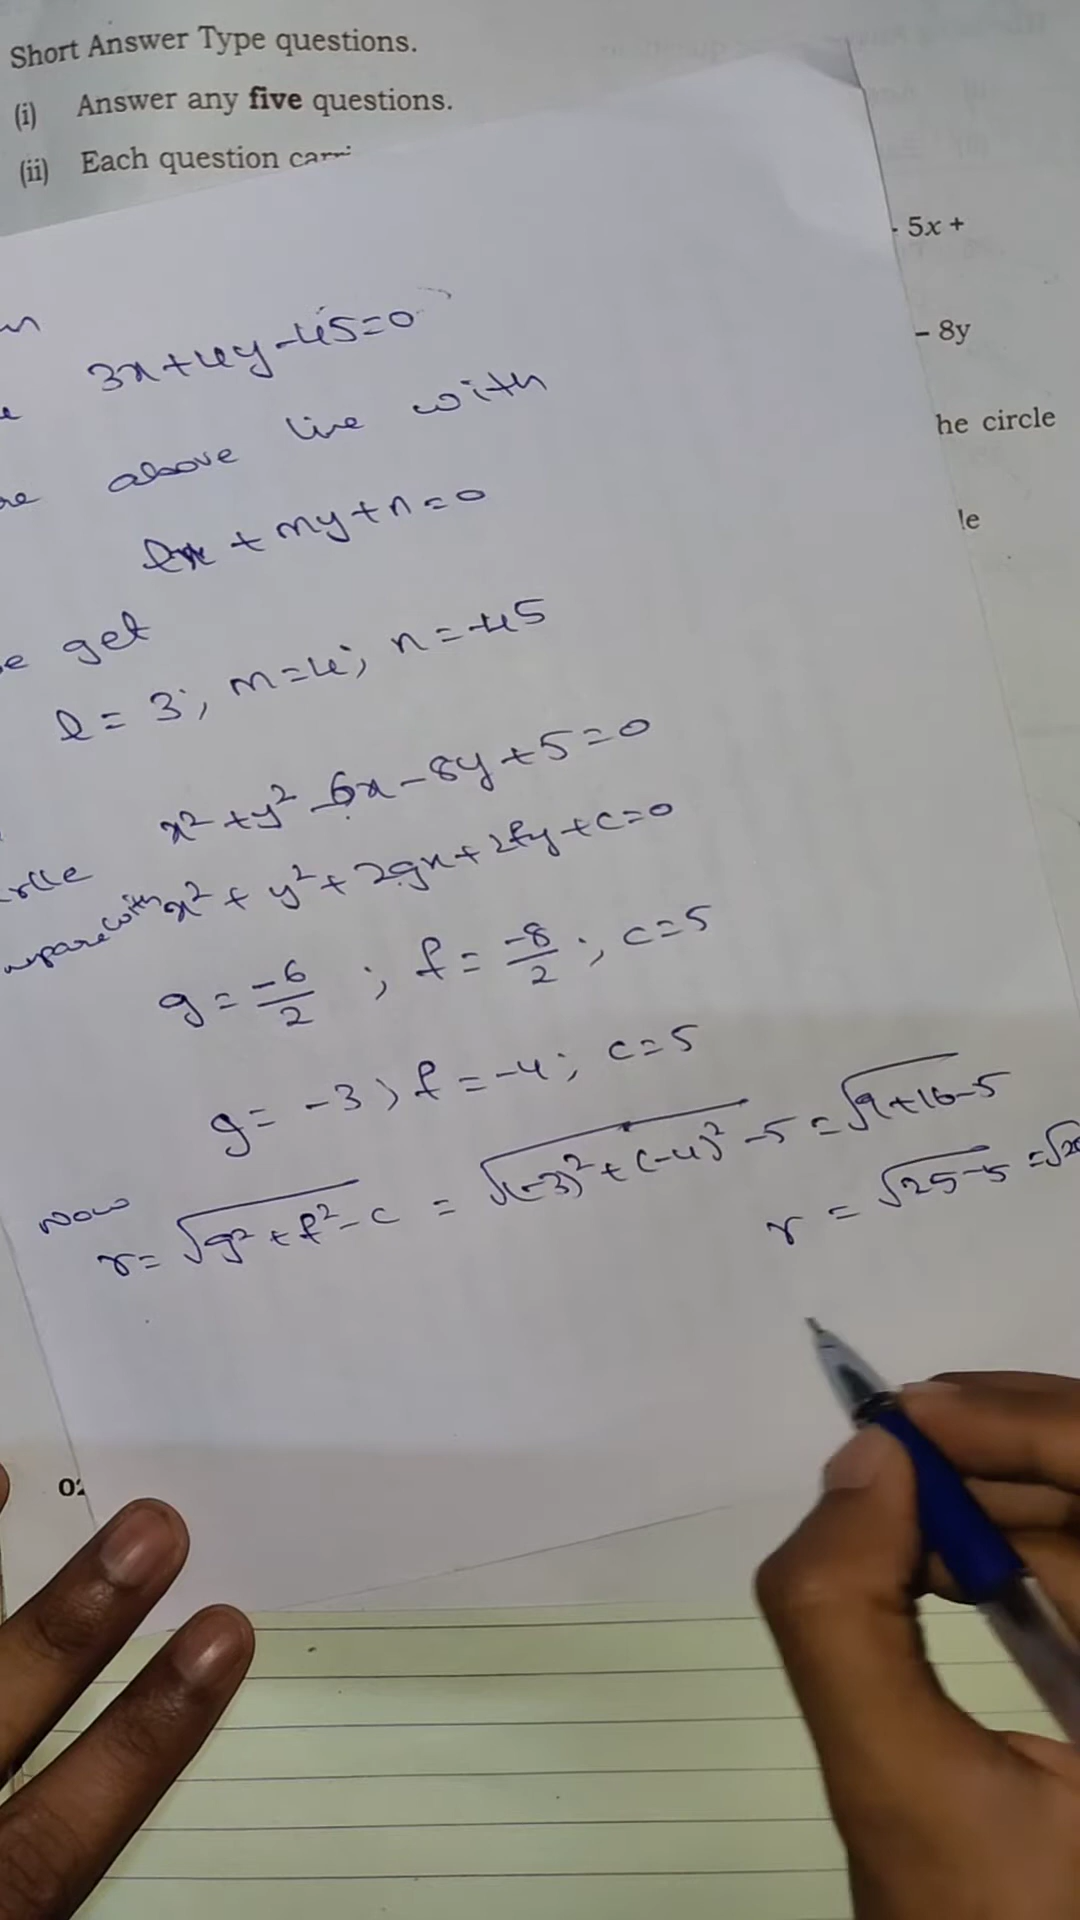 Short Answer Type questions.
(i) Answer any five questions.
(ii) Each question
5x +
– 8y
he circle
le
3x+4y-45=0
above line with
lx + my+n=0
get
l = 3; m=4; n=-45
x²+y²-6x-8y+5=0
with x²+y²+2gx+2fy+c=0
g=-6/2 ; f=-8/2 ; c=5
g= -3; f=-4; c=5
Now
r=√g²+f²-c = √(-3)²+(-4)²-5 = √9+16-5
r = √25-5 =